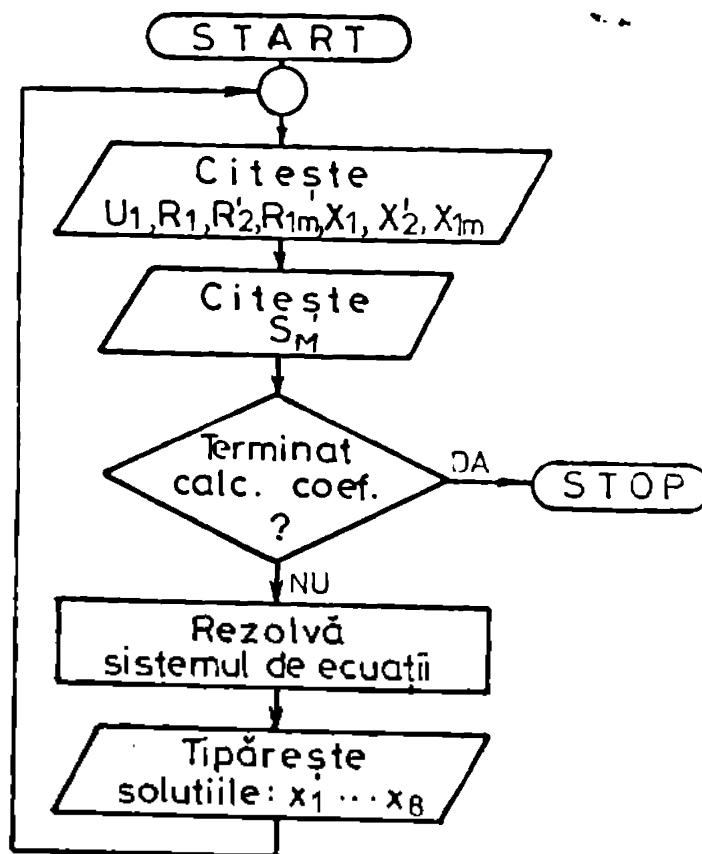 START
Citește
U1, R1, R'2, R1m, X1, X'2, X1m
Citește
SM
Terminat
calc. coef.
?
DA
STOP
NU
Rezolvă
sistemul de ecuații
Tipărește
solutiile: x1 ... x8